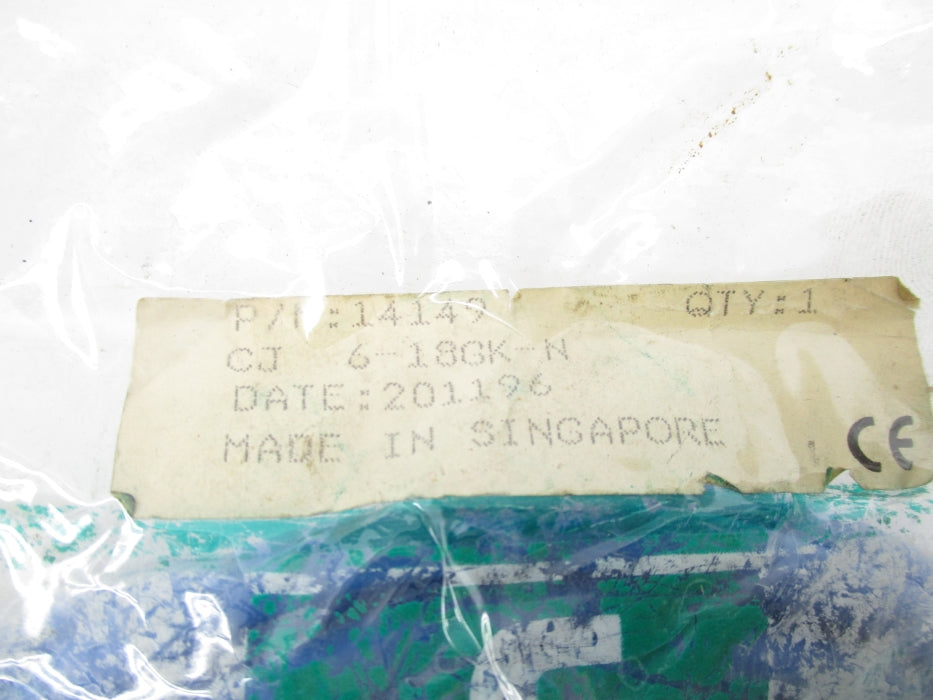 P/N:14149 QTY:1
CJ 6-18GK-N
DATE:201196
MADE IN SINGAPORE
CE